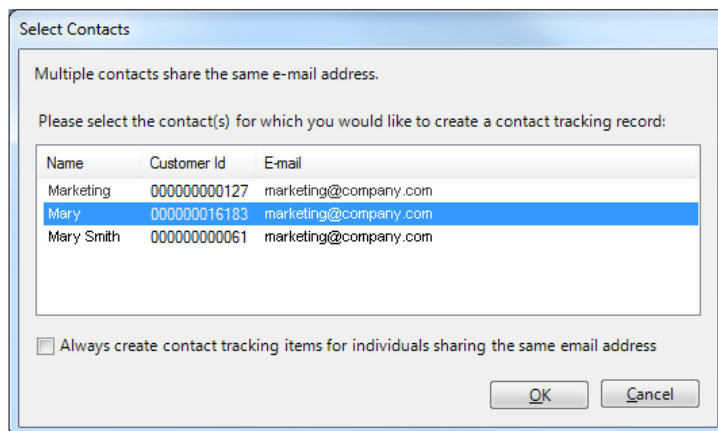 Select Contacts
Multiple contacts share the same e-mail address.
Please select the contact(s) for which you would like to create a contact tracking record:
Name Customer Id E-mail
Marketing 000000000127 marketing@company.com
Mary 000000016183 marketing@company.com
Mary Smith 000000000061 marketing@company.com
Always create contact tracking items for individuals sharing the same email address
OK Cancel